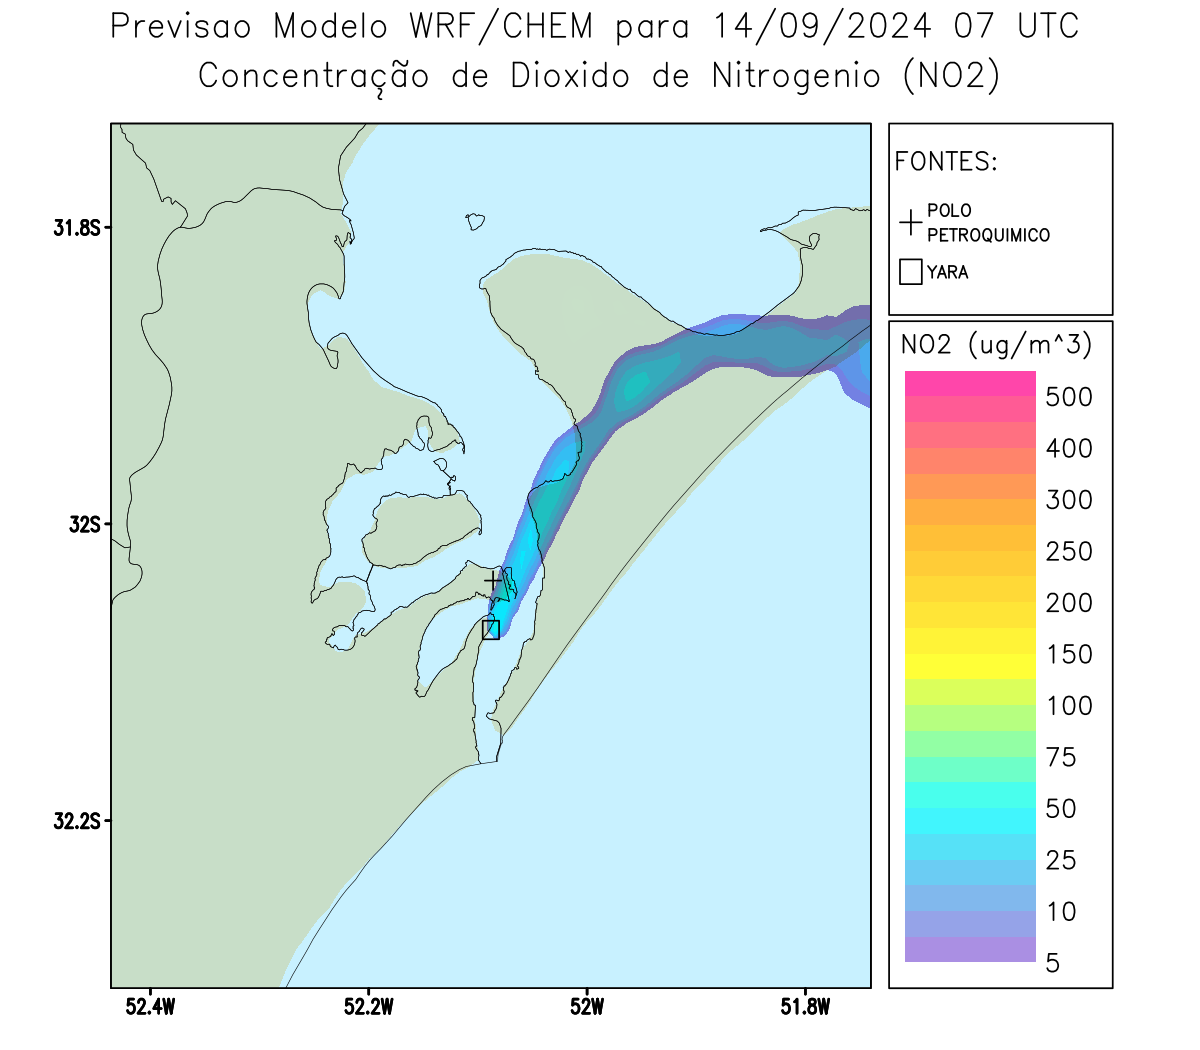 Previsao Modelo WRF/CHEM para 14/09/2024 07 UTC
Concentração de Dioxido de Nitrogenio (NO2)
FONTES:
POLO
PETROQUIMICO
YARA
NO2 (ug/m^3)
500
400
300
250
200
150
100
75
50
25
10
5
31.8S
32S
32.2S
52.4W
52.2W
52W
51.8W